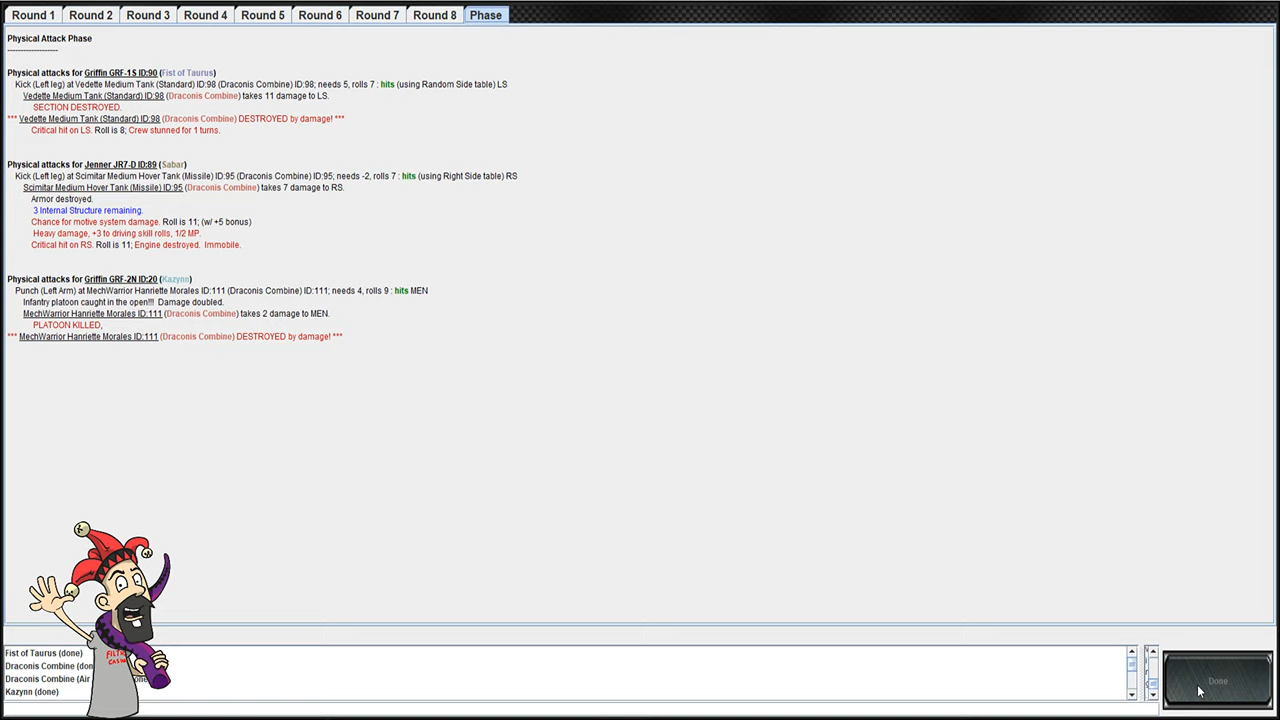 Round 1 Round 2 Round 3 Round 4 Round 5 Round 6 Round 7 Round 8 Phase
Physical Attack Phase
-------------------
Physical attacks for Griffin GRF-1S ID:90 (Fist of Taurus)
Kick (Left leg) at Vedette Medium Tank (Standard) ID:98 (Draconis Combine) ID:98; needs 5, rolls 7 : hits (using Random Side table) LS
Vedette Medium Tank (Standard) ID:98 (Draconis Combine) takes 11 damage to LS.
SECTION DESTROYED.
*** Vedette Medium Tank (Standard) ID:98 (Draconis Combine) DESTROYED by damage! ***
Critical hit on LS. Roll is 8; Crew stunned for 1 turns.
Physical attacks for Jenner JR7-D ID:89 (Sabar)
Kick (Left leg) at Scimitar Medium Hover Tank (Missile) ID:95 (Draconis Combine) ID:95; needs -2, rolls 7 : hits (using Right Side table) RS
Scimitar Medium Hover Tank (Missile) ID:95 (Draconis Combine) takes 7 damage to RS.
Armor destroyed.
3 Internal Structure remaining.
Chance for motive system damage. Roll is 11; (w/ +5 bonus)
Heavy damage, +3 to driving skill rolls, 1/2 MP.
Critical hit on RS. Roll is 11; Engine destroyed. Immobile.
Physical attacks for Griffin GRF-2N ID:20 (Kazynn)
Punch (Left Arm) at MechWarrior Hanriette Morales ID:111 (Draconis Combine) ID:111; needs 4, rolls 9 : hits MEN
Infantry platoon caught in the open!!! Damage doubled.
MechWarrior Hanriette Morales ID:111 (Draconis Combine) takes 2 damage to MEN.
PLATOON KILLED,
*** MechWarrior Hanriette Morales ID:111 (Draconis Combine) DESTROYED by damage! ***
Fist of Taurus (done)
Draconis Combine (don
Draconis Combine (Air
Kazynn (done)
Done